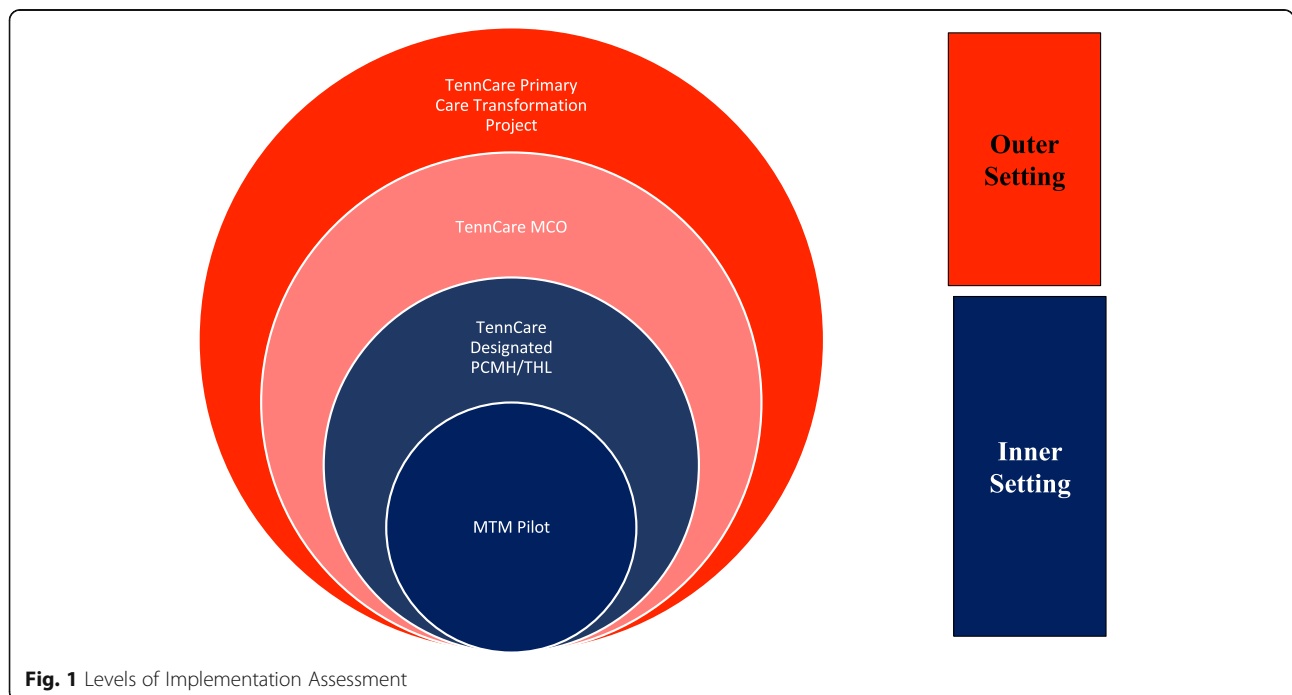 TennCare Primary
Care Transformation
Project
TennCare MCO
TennCare
Designated
PCMH/THL
MTM Pilot
Outer
Setting
Inner
Setting
Fig. 1 Levels of Implementation Assessment